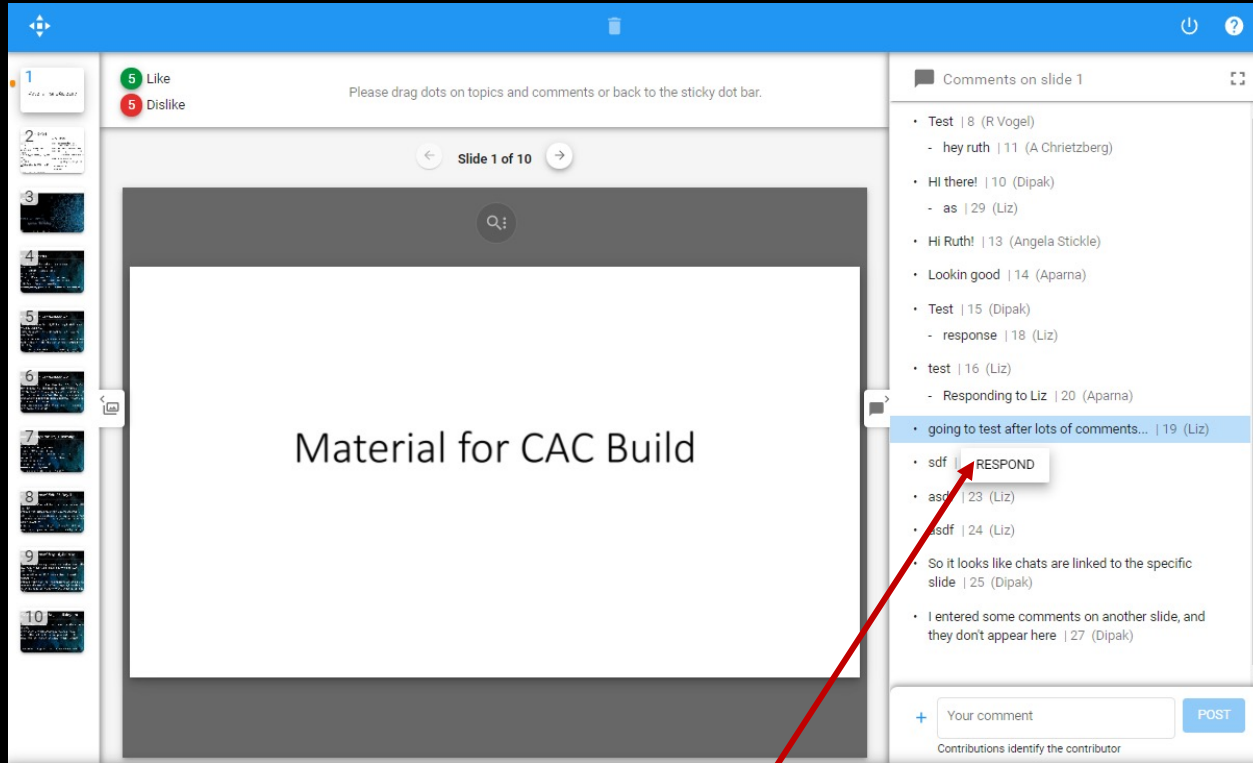 5 Like
5 Dislike
Please drag dots on topics and comments or back to the sticky dot bar.
1
2
3
4
5
6
7
8
9
10
Slide 1 of 10
Material for CAC Build
Comments on slide 1
• Test | 8 (R Vogel)
- hey ruth | 11 (A Chrietzberg)
• HI there! | 10 (Dipak)
- as | 29 (Liz)
• Hi Ruth! | 13 (Angela Stickle)
• Lookin good | 14 (Aparna)
• Test | 15 (Dipak)
- response | 18 (Liz)
• test | 16 (Liz)
- Responding to Liz | 20 (Aparna)
• going to test after lots of comments... | 19 (Liz)
• sdf |
RESPOND
• asdf | 23 (Liz)
• asdf | 24 (Liz)
• So it looks like chats are linked to the specific
slide | 25 (Dipak)
• I entered some comments on another slide, and
they don't appear here | 27 (Dipak)
+ Your comment
POST
Contributions identify the contributor